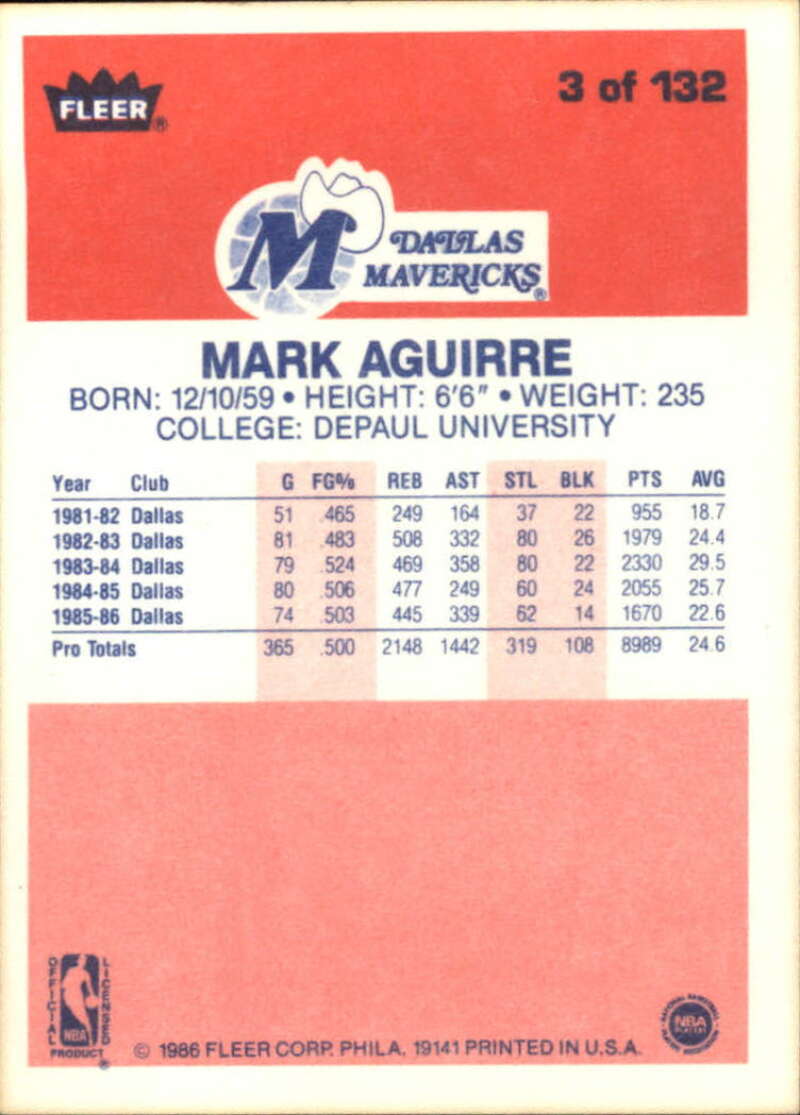 FLEER®
3 of 132
M
DALLAS
MAVERICKS®
MARK AGUIRRE
BORN: 12/10/59 • HEIGHT: 6'6" • WEIGHT: 235
COLLEGE: DEPAUL UNIVERSITY
Year Club G FG% REB AST STL BLK PTS AVG
1981-82 Dallas 51 .465 249 164 37 22 955 18.7
1982-83 Dallas 81 .483 508 332 80 26 1979 24.4
1983-84 Dallas 79 .524 469 358 80 22 2330 29.5
1984-85 Dallas 80 .506 477 249 60 24 2055 25.7
1985-86 Dallas 74 .503 445 339 62 14 1670 22.6
Pro Totals 365 .500 2148 1442 319 108 8989 24.6
OFFICIAL
LICENSED
NBA
PRODUCT®
© 1986 FLEER CORP. PHILA. 19141 PRINTED IN U.S.A.
NATIONAL BASKETBALL
NBA
PLAYERS